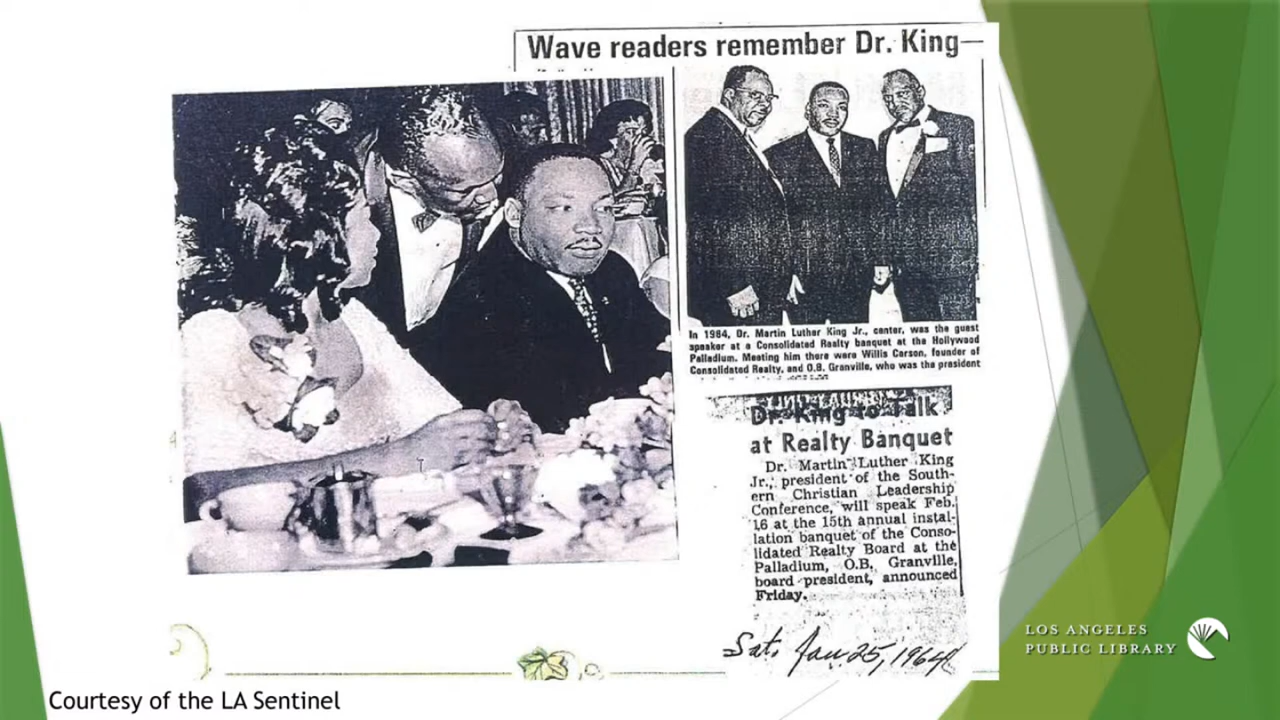 Wave readers remember Dr. King—
In 1964, Dr. Martin Luther King Jr., center, was the guest
speaker at a Consolidated Realty banquet at the Hollywood
Palladium. Meeting him there were Willis Carson, founder of
Consolidated Realty, and O.B. Granville, who was the president
Dr. King to Talk
at Realty Banquet
Dr. Martin Luther King
Jr., president of the South-
ern Christian Leadership
Conference, will speak Feb.
16 at the 15th annual instal-
lation banquet of the Conso-
lidated Realty Board at the
Palladium, O.B. Granville,
board president, announced
Friday.
Sat. Jan. 25, 1964
LOS ANGELES
PUBLIC LIBRARY
Courtesy of the LA Sentinel